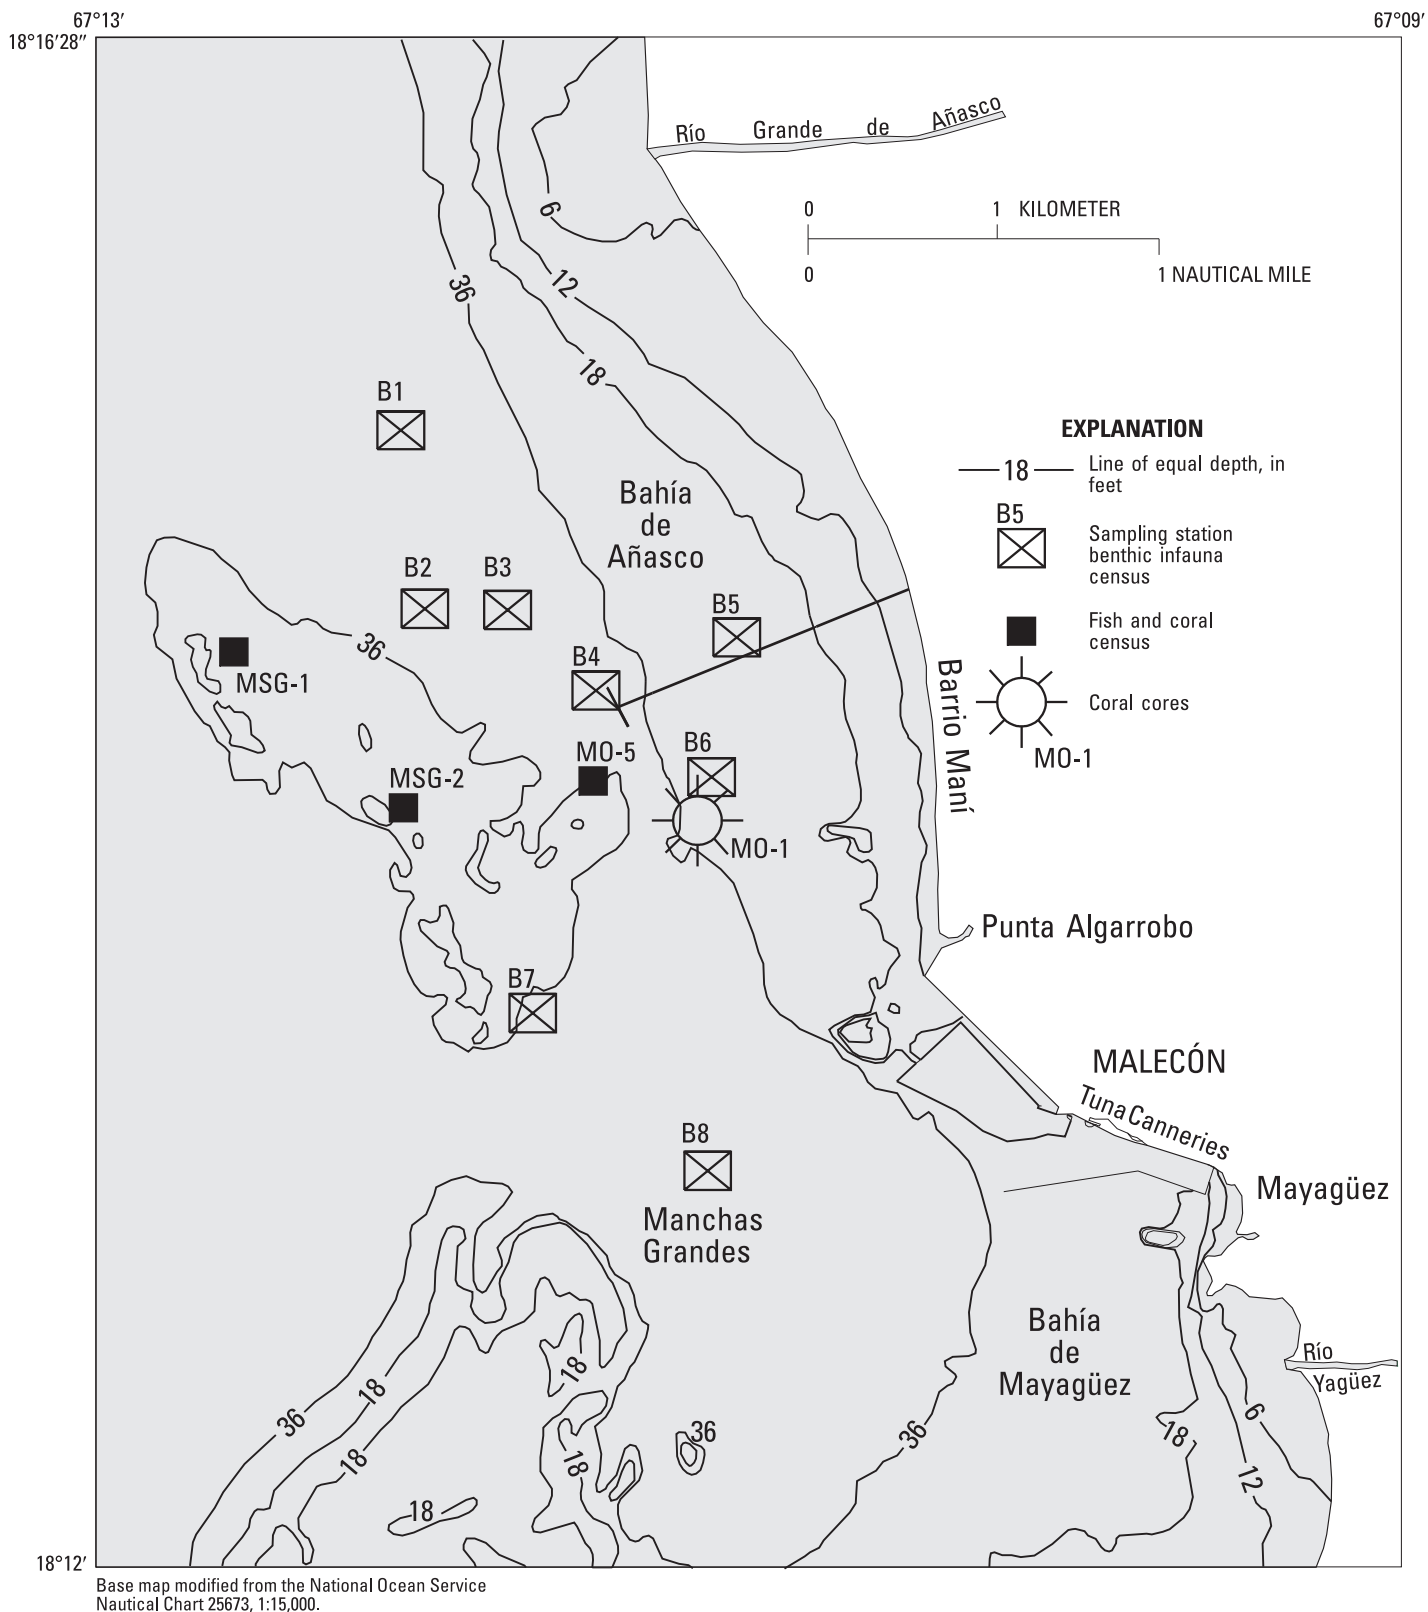 67°13'
67°09'
18°16'28"
Río Grande de Añasco
0 1 KILOMETER
0 1 NAUTICAL MILE
6
36
12
18
B1
EXPLANATION
18 Line of equal depth, in
feet
B5
Sampling station
benthic infauna
census
Fish and coral
census
Coral cores
MO-1
Bahía
de
Añasco
B2
B3
B5
36
B4
MSG-1
Barrio Maní
B6
MO-5
MSG-2
MO-1
Punta Algarrobo
B7
MALECÓN
Tuna Canneries
B8
Mayagüez
Manchas
Grandes
Bahía
de
Mayagüez
Río
Yagüez
18
18
36
6
18
36
36
18
18
12
18
18°12'
Base map modified from the National Ocean Service
Nautical Chart 25673, 1:15,000.